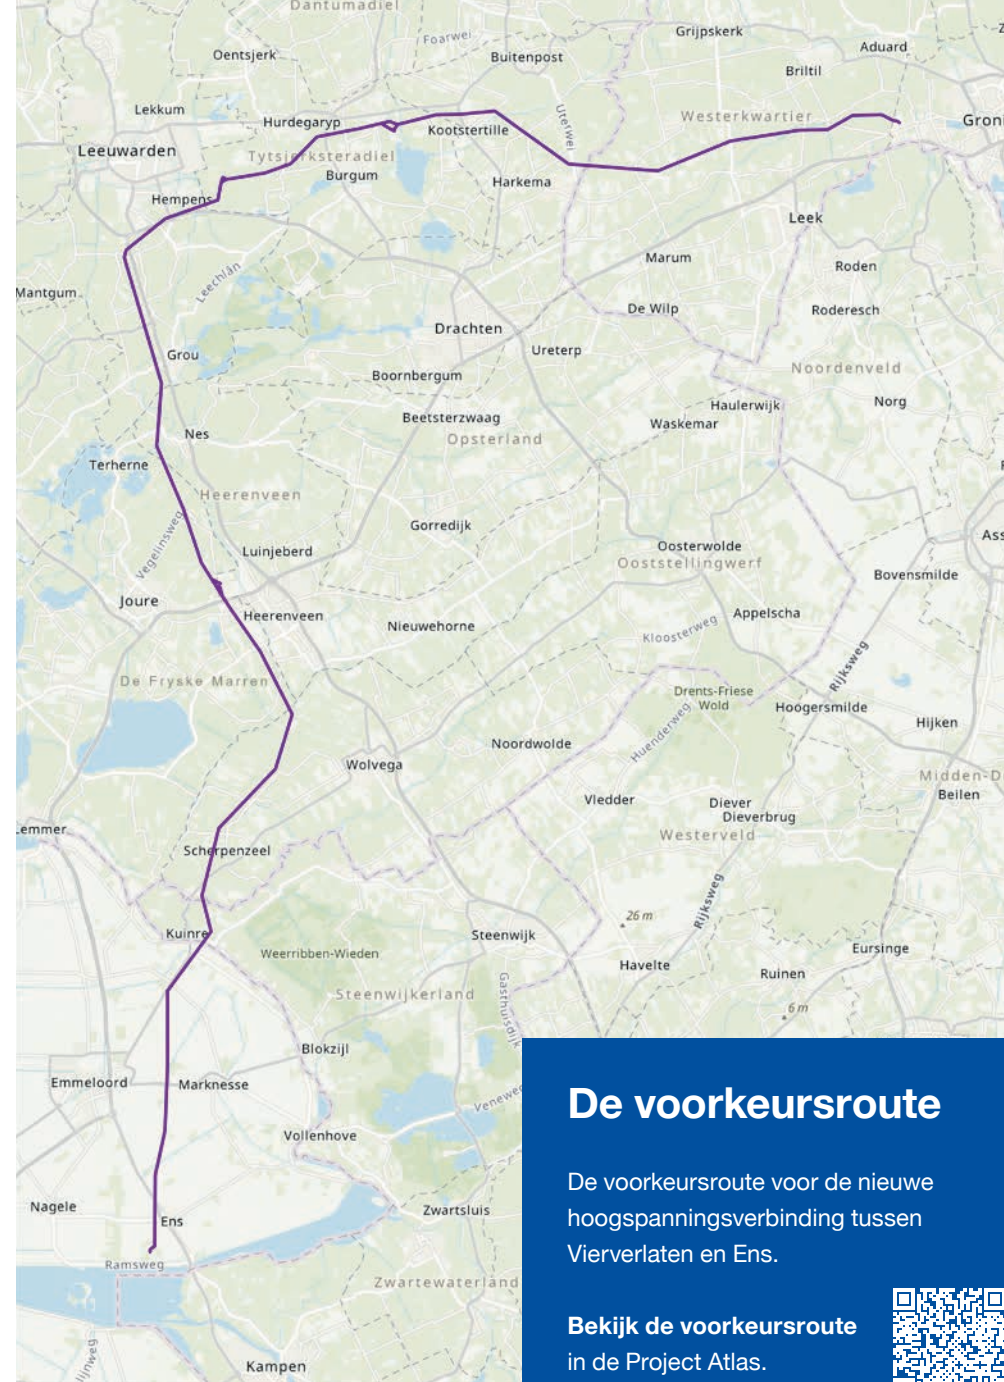 Dantumadiel
Foarwei
Grijpskerk
Oentsjerk
Buitenpost
Aduard
Briltil
Lekkum
Uterwei
Westerkwartier
Hurdegaryp
Kootstertille
Leeuwarden
Tytsjerksteradiel
Burgum
Harkema
Hempens
Leek
Leechlân
Marum
Roden
Mantgum
De Wilp
Roderesch
Drachten
Grou
Ureterp
Boornbergum
Noordenveld
Haulerwijk
Norg
Beetsterzwaag
Waskemar
Nes
Opsterland
Terherne
Heerenveen
Gorredijk
Vegelinsweg
Luinjeberd
Oosterwolde
Ooststellingwerf
Bovensmilde
Joure
Heerenveen
Nieuwehorne
Appelscha
Kloosterweg
Rijksweg
De Fryske Marren
Drents-Friese
Wold
Hoogersmilde
Huenderweg
Hijken
Noordwolde
Wolvega
Vledder
Diever
Dieverbrug
Beilen
Westerveld
Scherpenzeel
Rijksweg
26 m
Kuinre
Steenwijk
Weerribben-Wieden
Eursinge
Havelte
Ruinen
Steenwijkerland
Gasthuisdijk
6 m
Blokzijl
Emmeloord
Marknesse
Vollenhove
Nagele
Zwartsluis
Ens
Ramsweg
Zwartewaterland
Kampen
De voorkeursroute
De voorkeursroute voor de nieuwe
hoogspanningsverbinding tussen
Vierverlaten en Ens.
Bekijk de voorkeursroute
in de Project Atlas.